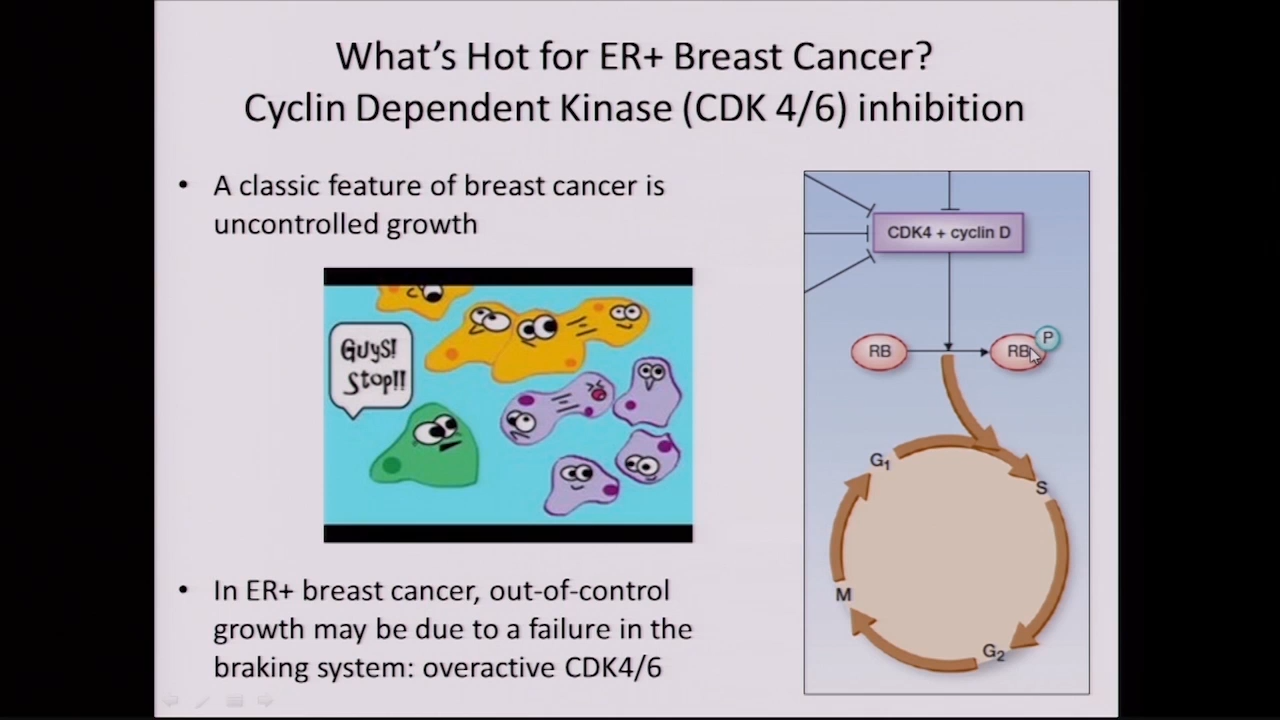 What's Hot for ER+ Breast Cancer?
Cyclin Dependent Kinase (CDK 4/6) inhibition
• A classic feature of breast cancer is
uncontrolled growth
Guys!
Stop!!
• In ER+ breast cancer, out-of-control
growth may be due to a failure in the
braking system: overactive CDK4/6
CDK4 + cyclin D
RB
RB
P
G1
S
M
G2